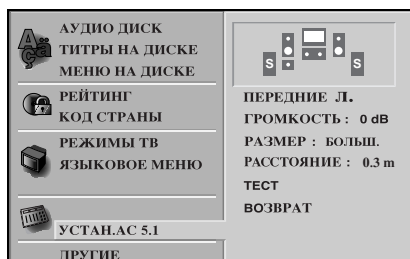 АУДИО ДИСК
ТИТРЫ НА ДИСКЕ
МЕНЮ НА ДИСКЕ
РЕЙТИНГ
КОД СТРАНЫ
РЕЖИМЫ ТВ
ЯЗЫКОВОЕ МЕНЮ
УСТАН.АС 5.1
ДРУГИЕ
S
S
ПЕРЕДНИЕ Л.
ГРОМКОСТЬ : 0 dB
РАЗМЕР : БОЛЬШ.
РАССТОЯНИЕ : 0.3 m
ТЕСТ
ВОЗВРАТ